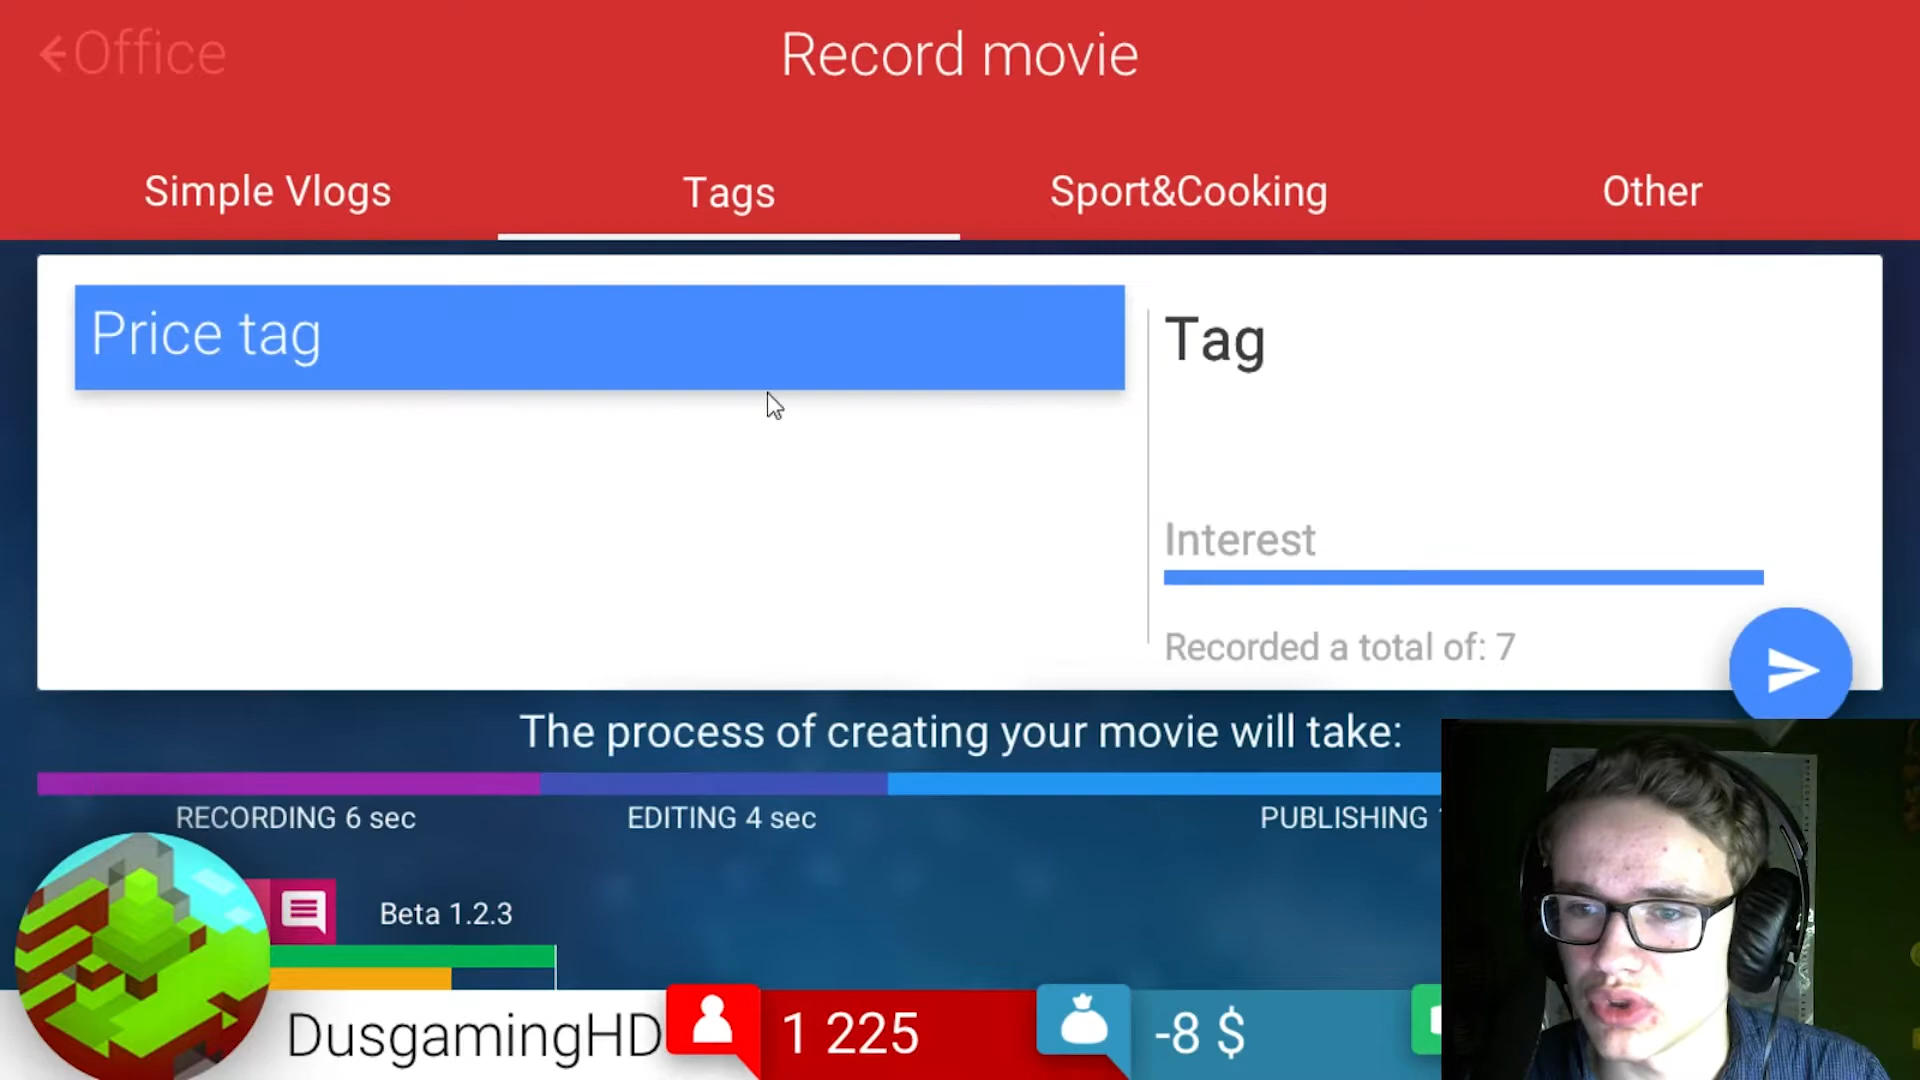 Office
Record movie
Simple Vlogs
Tags
Sport&Cooking
Other
Price tag
Tag
Interest
Recorded a total of: 7
The process of creating your movie will take:
RECORDING 6 sec
EDITING 4 sec
PUBLISHING
Beta 1.2.3
DusgamingHD
1 225
-8 $